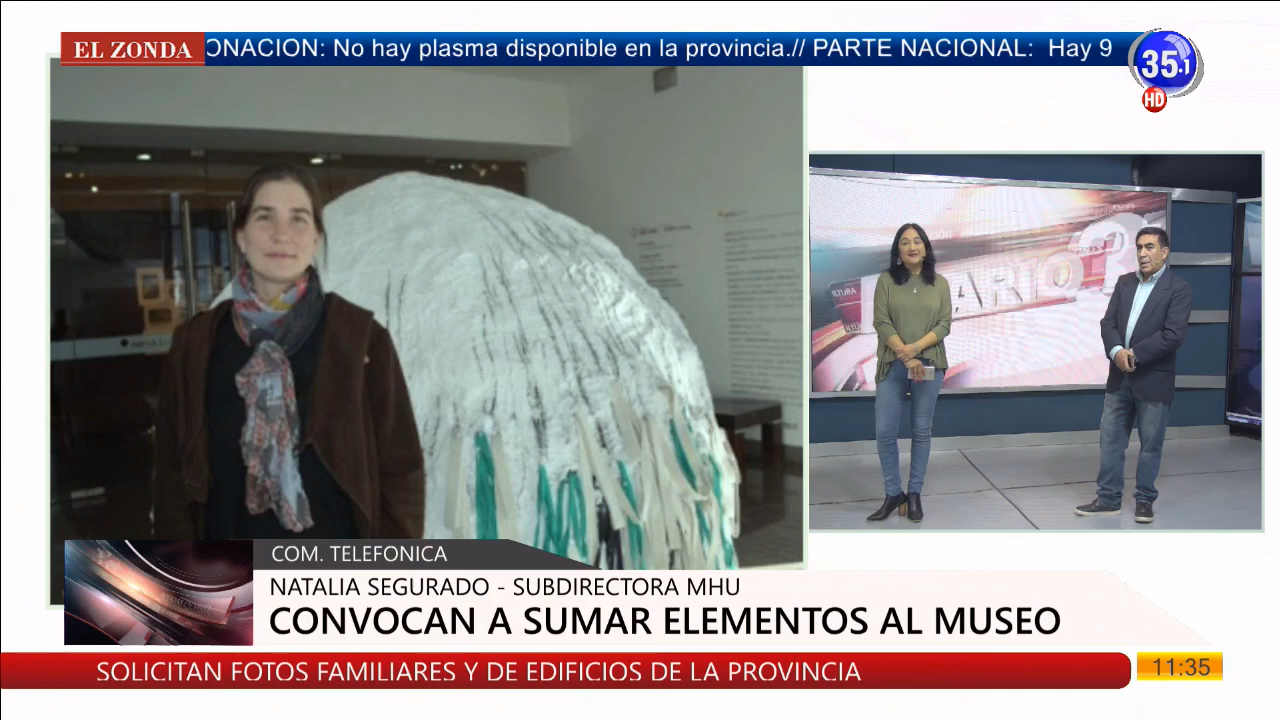 EL ZONDA
ONACION: No hay plasma disponible en la provincia.// PARTE NACIONAL: Hay 9
35.1
HD
ARIO 3
COM. TELEFONICA
NATALIA SEGURADO - SUBDIRECTORA MHU
CONVOCAN A SUMAR ELEMENTOS AL MUSEO
SOLICITAN FOTOS FAMILIARES Y DE EDIFICIOS DE LA PROVINCIA
11:35